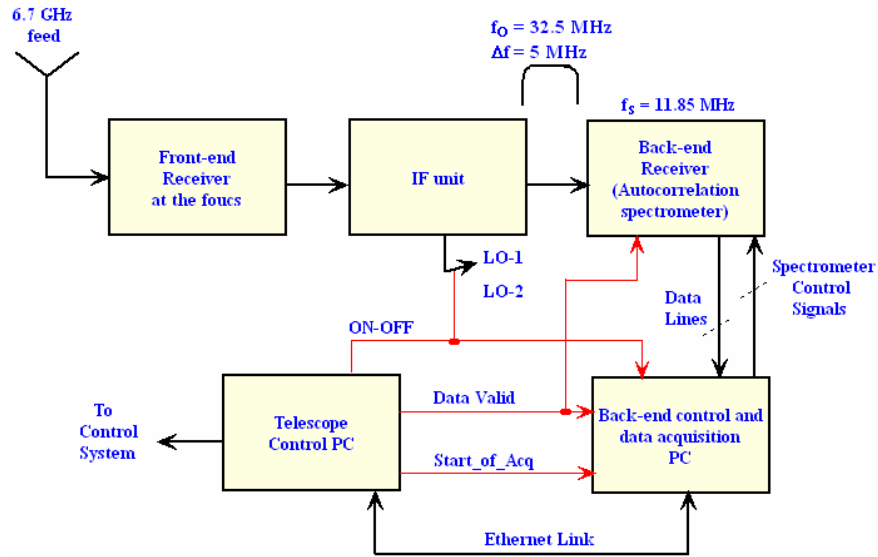 6.7 GHz
feed
fO = 32.5 MHz
Δf = 5 MHz
fS = 11.85 MHz
Front-end
Receiver
at the foucs
IF unit
Back-end
Receiver
(Autocorrelation
spectrometer)
LO-1
LO-2
Spectrometer
Control
Signals
Data
Lines
ON-OFF
To
Control
System
Telescope
Control PC
Data Valid
Start_of_Acq
Back-end control and
data acquisition
PC
Ethernet Link